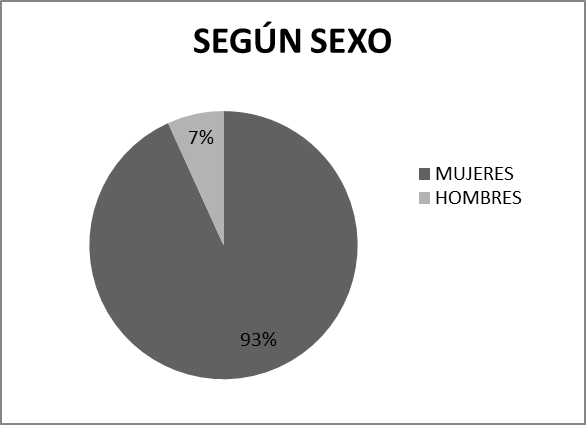 SEGÚN SEXO
7%
MUJERES
HOMBRES
93%